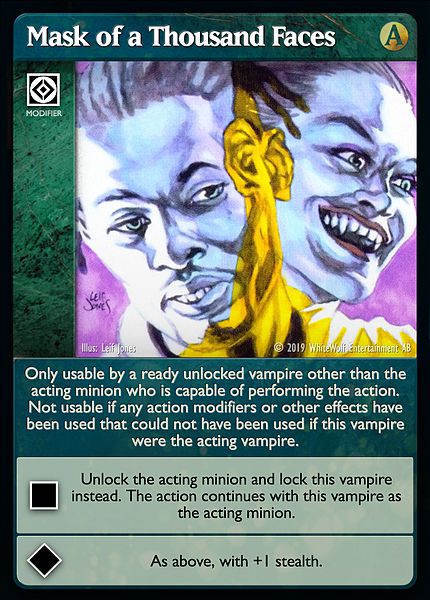 Mask of a Thousand Faces
A
MODIFIER
LEIF
JONES
Illus: Leif Jones © 2019 WhiteWolf Entertainment AB
Only usable by a ready unlocked vampire other than the
acting minion who is capable of performing the action.
Not usable if any action modifiers or other effects have
been used that could not have been used if this vampire
were the acting vampire.
Unlock the acting minion and lock this vampire
instead. The action continues with this vampire as
the acting minion.
As above, with +1 stealth.